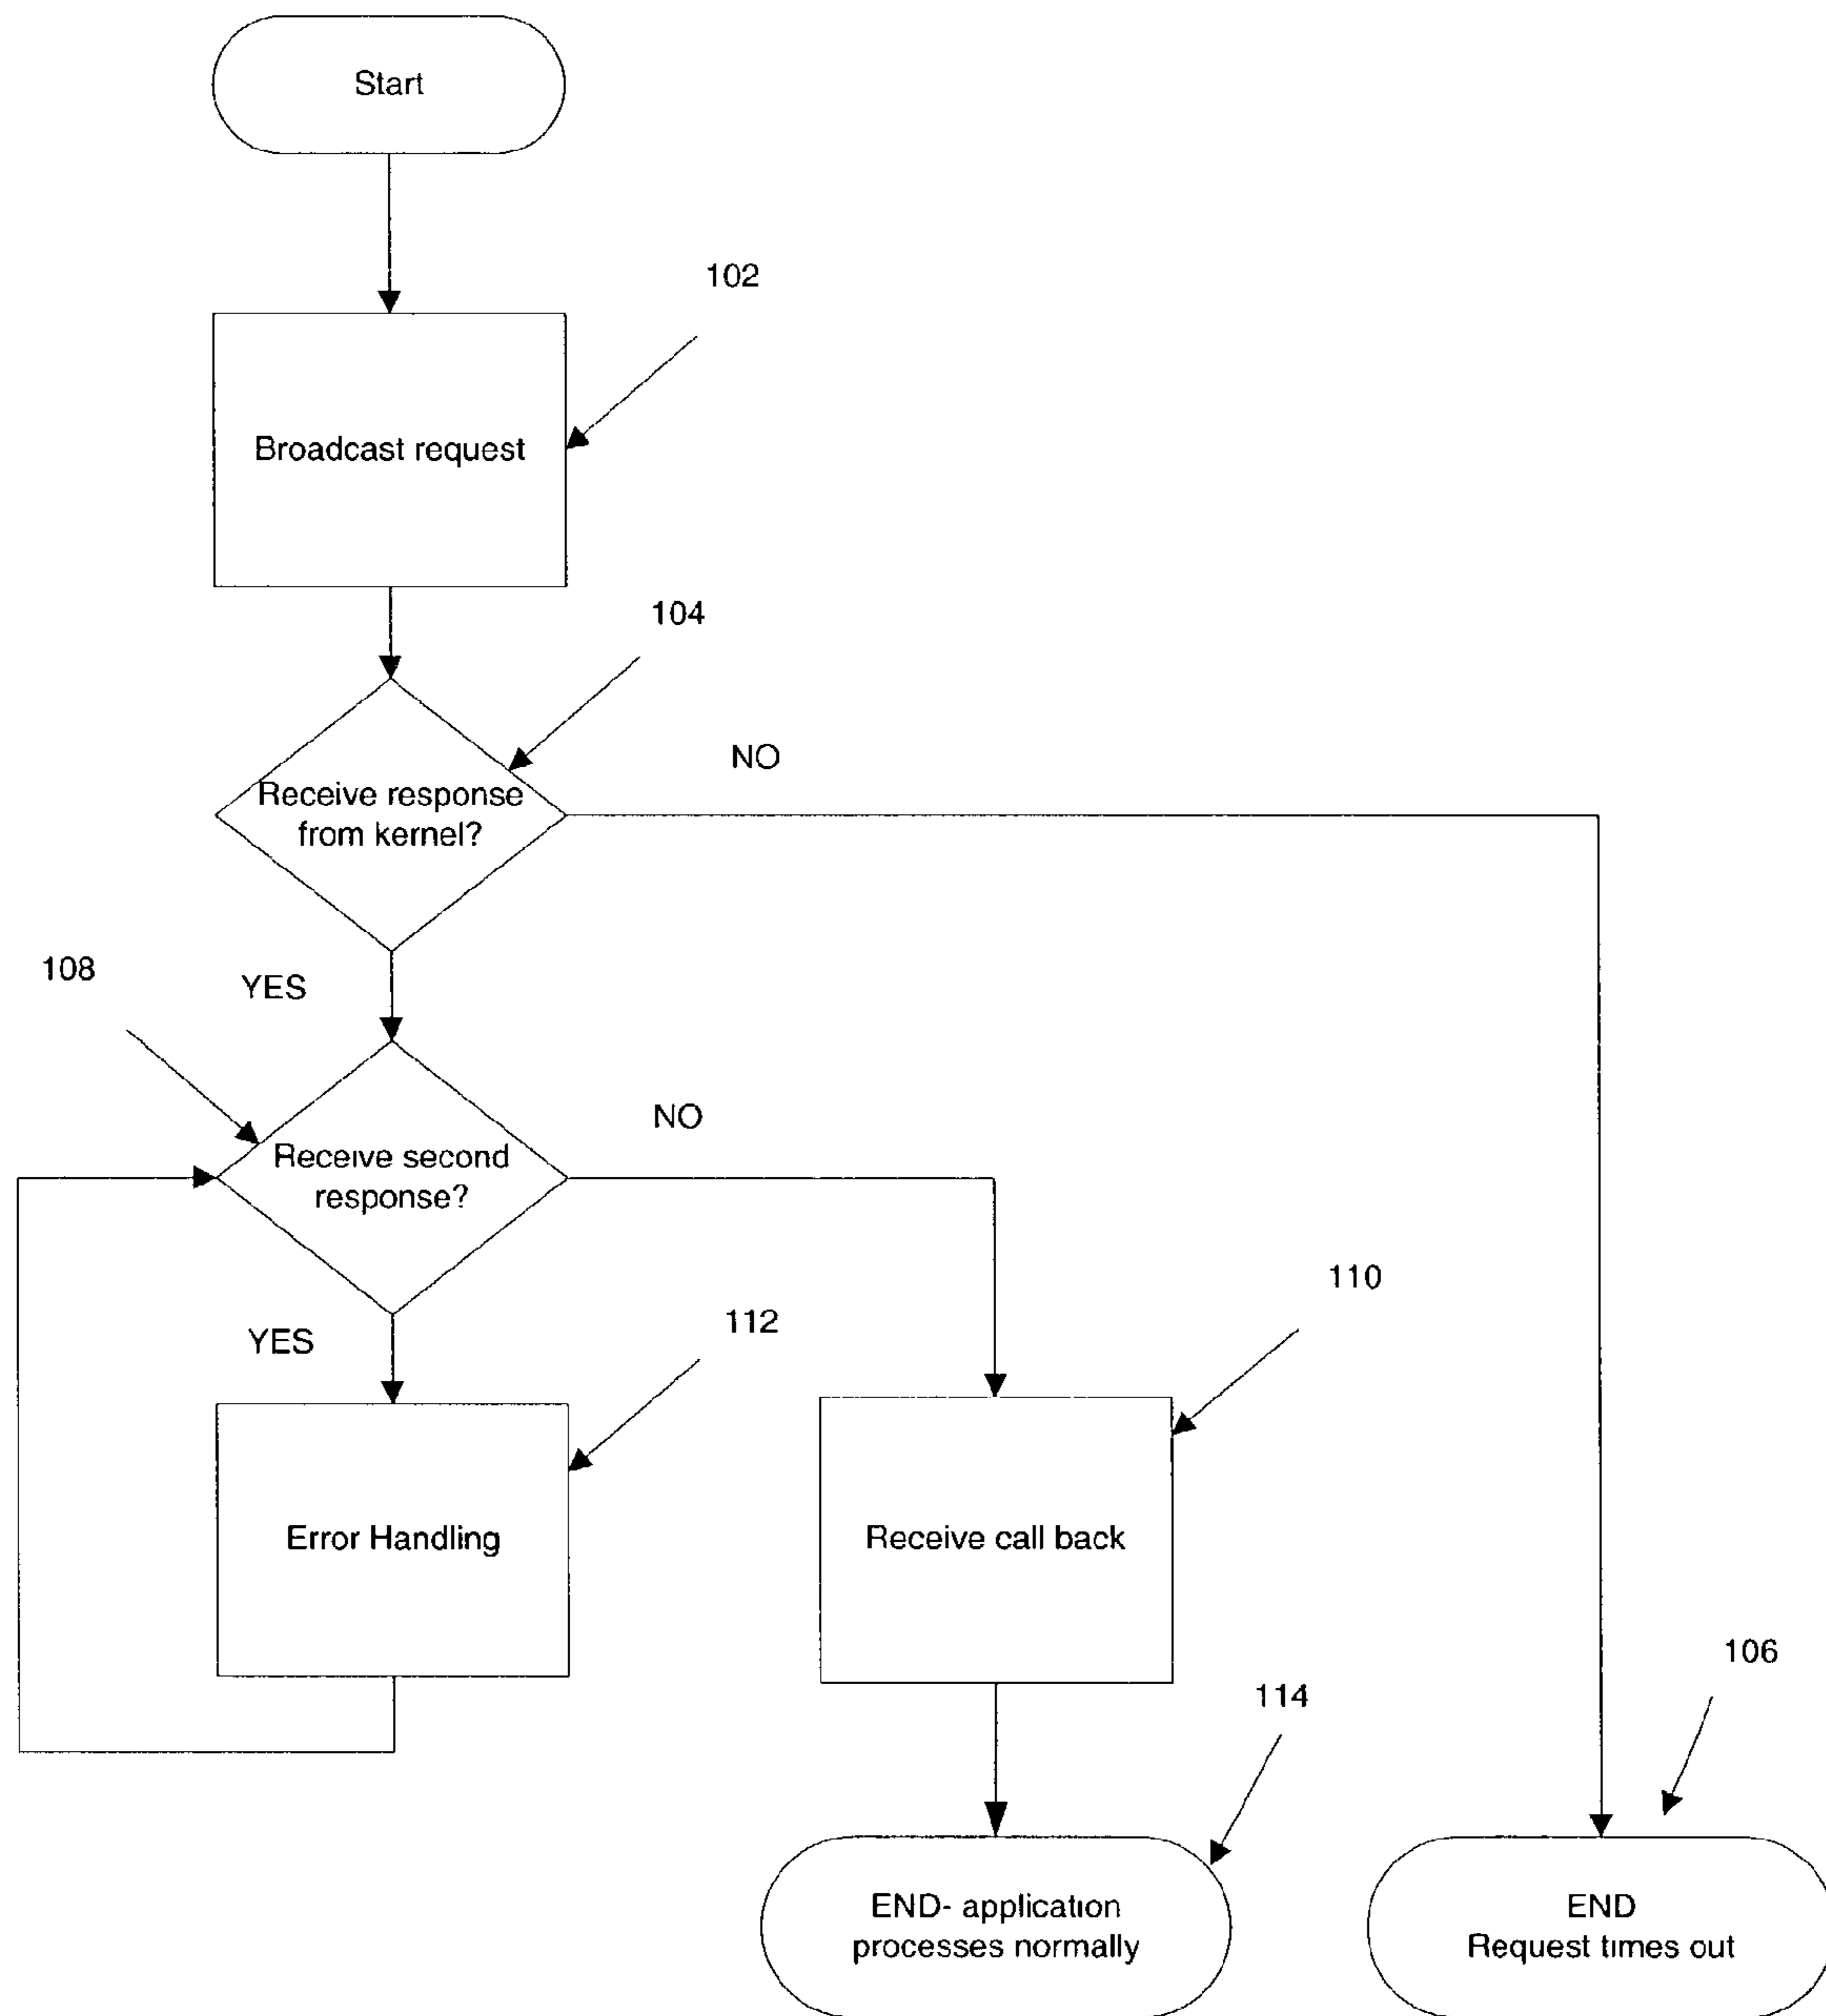 Start
102
Broadcast request
104
NO
Receive response
from kernel?
108
YES
NO
Receive second
response?
110
112
YES
Error Handling
Receive call back
106
114
END- application
processes normally
END
Request times out